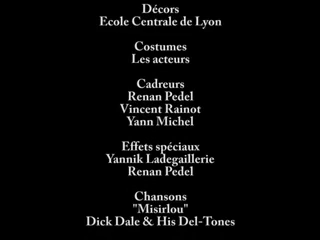 Décors
Ecole Centrale de Lyon
Costumes
Les acteurs
Cadreurs
Renan Pedel
Vincent Rainot
Yann Michel
Effets spéciaux
Yannik Ladegaillerie
Renan Pedel
Chansons
"Misirlou"
Dick Dale & His Del-Tones